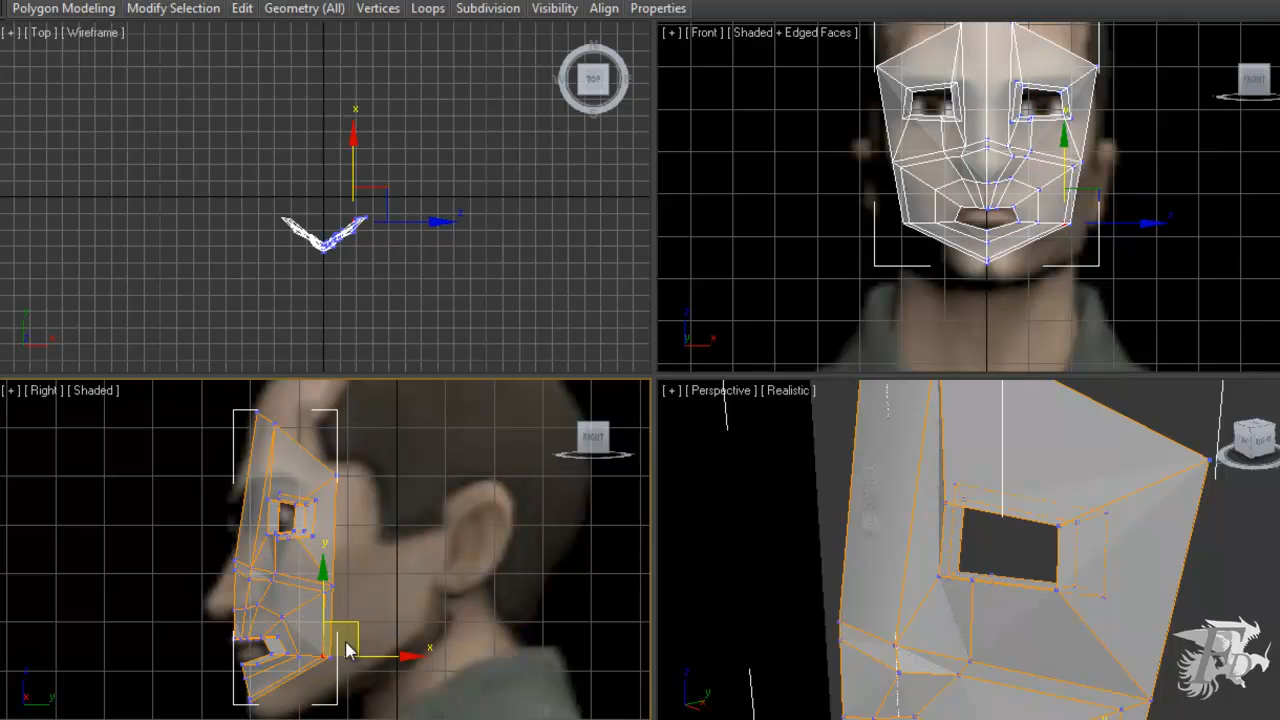 Polygon Modeling Modify Selection Edit Geometry (All) Vertices Loops Subdivision Visibility Align Properties
[ + ] [ Top ] [ Wireframe ]
TOP
x
z
y
x
[ + ] [ Front ] [ Shaded + Edged Faces ]
FRONT
z
y
x
[ + ] [ Right ] [ Shaded ]
RIGHT
y
x
z
x
y
[ + ] [ Perspective ] [ Realistic ]
RIGHT
z
y